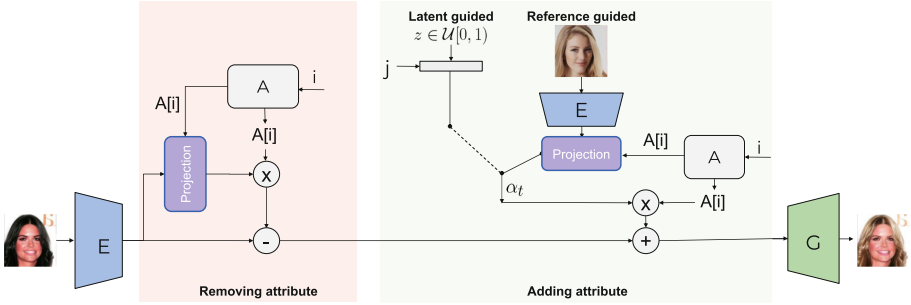 Latent guided
Reference guided
z ∈ 𝒰[0, 1)
j
A
i
A[i]
A[i]
E
Projection
Projection
A[i]
A
i
x
α_t
x
A[i]
E
-
+
G
Removing attribute
Adding attribute